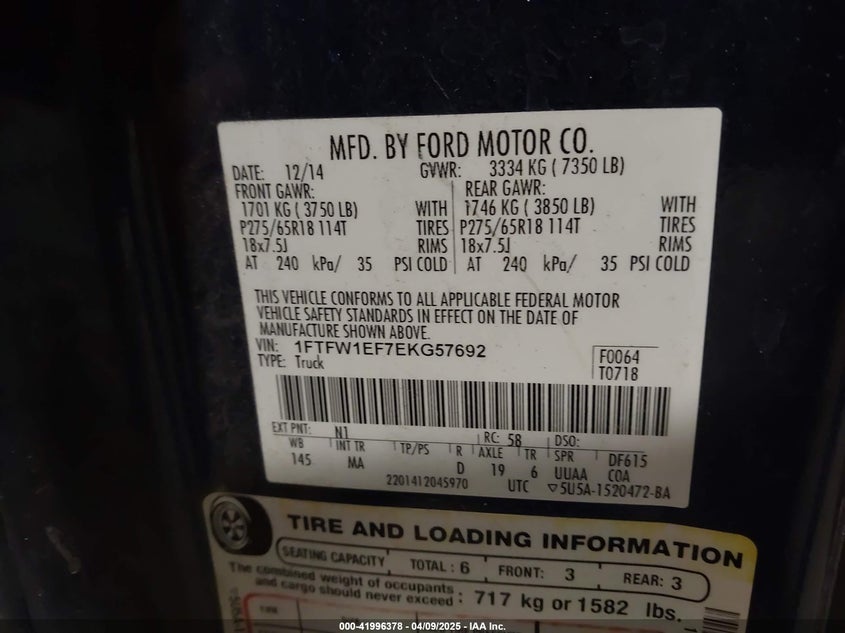 MFD. BY FORD MOTOR CO.
DATE: 12/14 GVWR: 3334 KG ( 7350 LB)
FRONT GAWR: REAR GAWR:
1701 KG ( 3750 LB) WITH 1746 KG ( 3850 LB) WITH
P275/65R18 114T TIRES P275/65R18 114T TIRES
18x7.5J RIMS 18x7.5J RIMS
AT 240 kPa/ 35 PSI COLD AT 240 kPa/ 35 PSI COLD
THIS VEHICLE CONFORMS TO ALL APPLICABLE FEDERAL MOTOR
VEHICLE SAFETY STANDARDS IN EFFECT ON THE DATE OF
MANUFACTURE SHOWN ABOVE.
VIN: 1FTFW1EF7EKG57692 F0064
TYPE: Truck T0718
EXT PNT: N1 RC: 58 DSO:
WB INT TR TP/PS R AXLE TR SPR DF615
145 MA D 19 6 UUAA COA
2201412045970 UTC ▽5U5A-1520472-BA
TIRE AND LOADING INFORMATION
SEATING CAPACITY TOTAL : 6 FRONT: 3 REAR: 3
The combined weight of occupants
and cargo should never exceed : 717 kg or 1582 lbs.
000-41996378 - 04/09/2025 - IAA Inc.